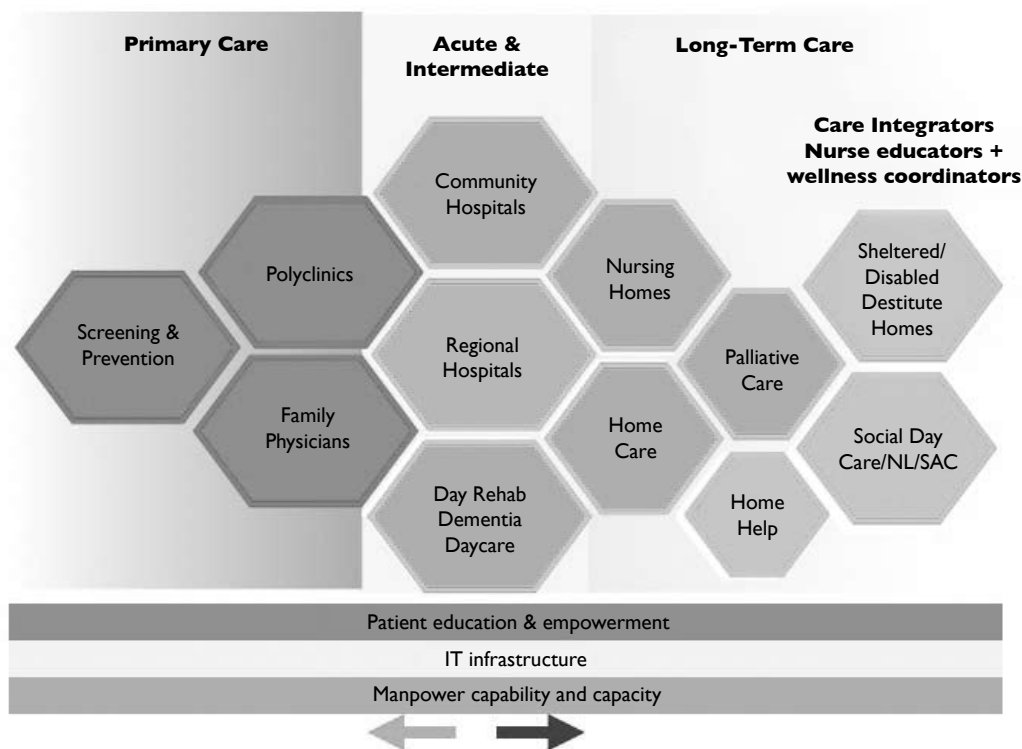 Primary Care
Acute &
Intermediate
Long-Term Care
Care Integrators
Nurse educators +
wellness coordinators
Screening &
Prevention
Polyclinics
Family
Physicians
Community
Hospitals
Regional
Hospitals
Day Rehab
Dementia
Daycare
Nursing
Homes
Home
Care
Palliative
Care
Home
Help
Sheltered/
Disabled
Destitute
Homes
Social Day
Care/NL/SAC
Patient education & empowerment
IT infrastructure
Manpower capability and capacity